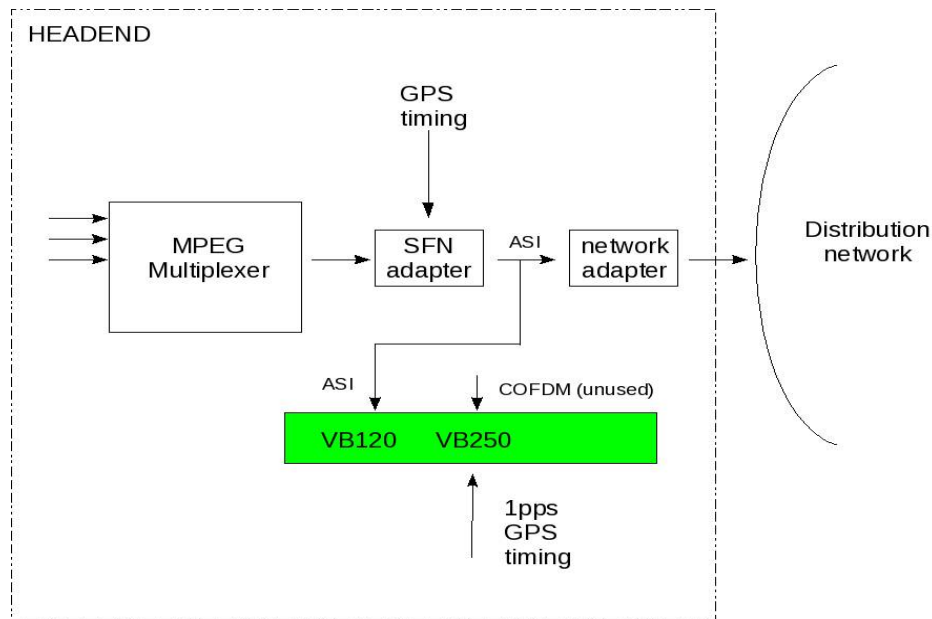 HEADEND
GPS
timing
MPEG
Multiplexer
SFN
adapter
ASI
network
adapter
Distribution
network
ASI
COFDM (unused)
VB120 VB250
1pps
GPS
timing